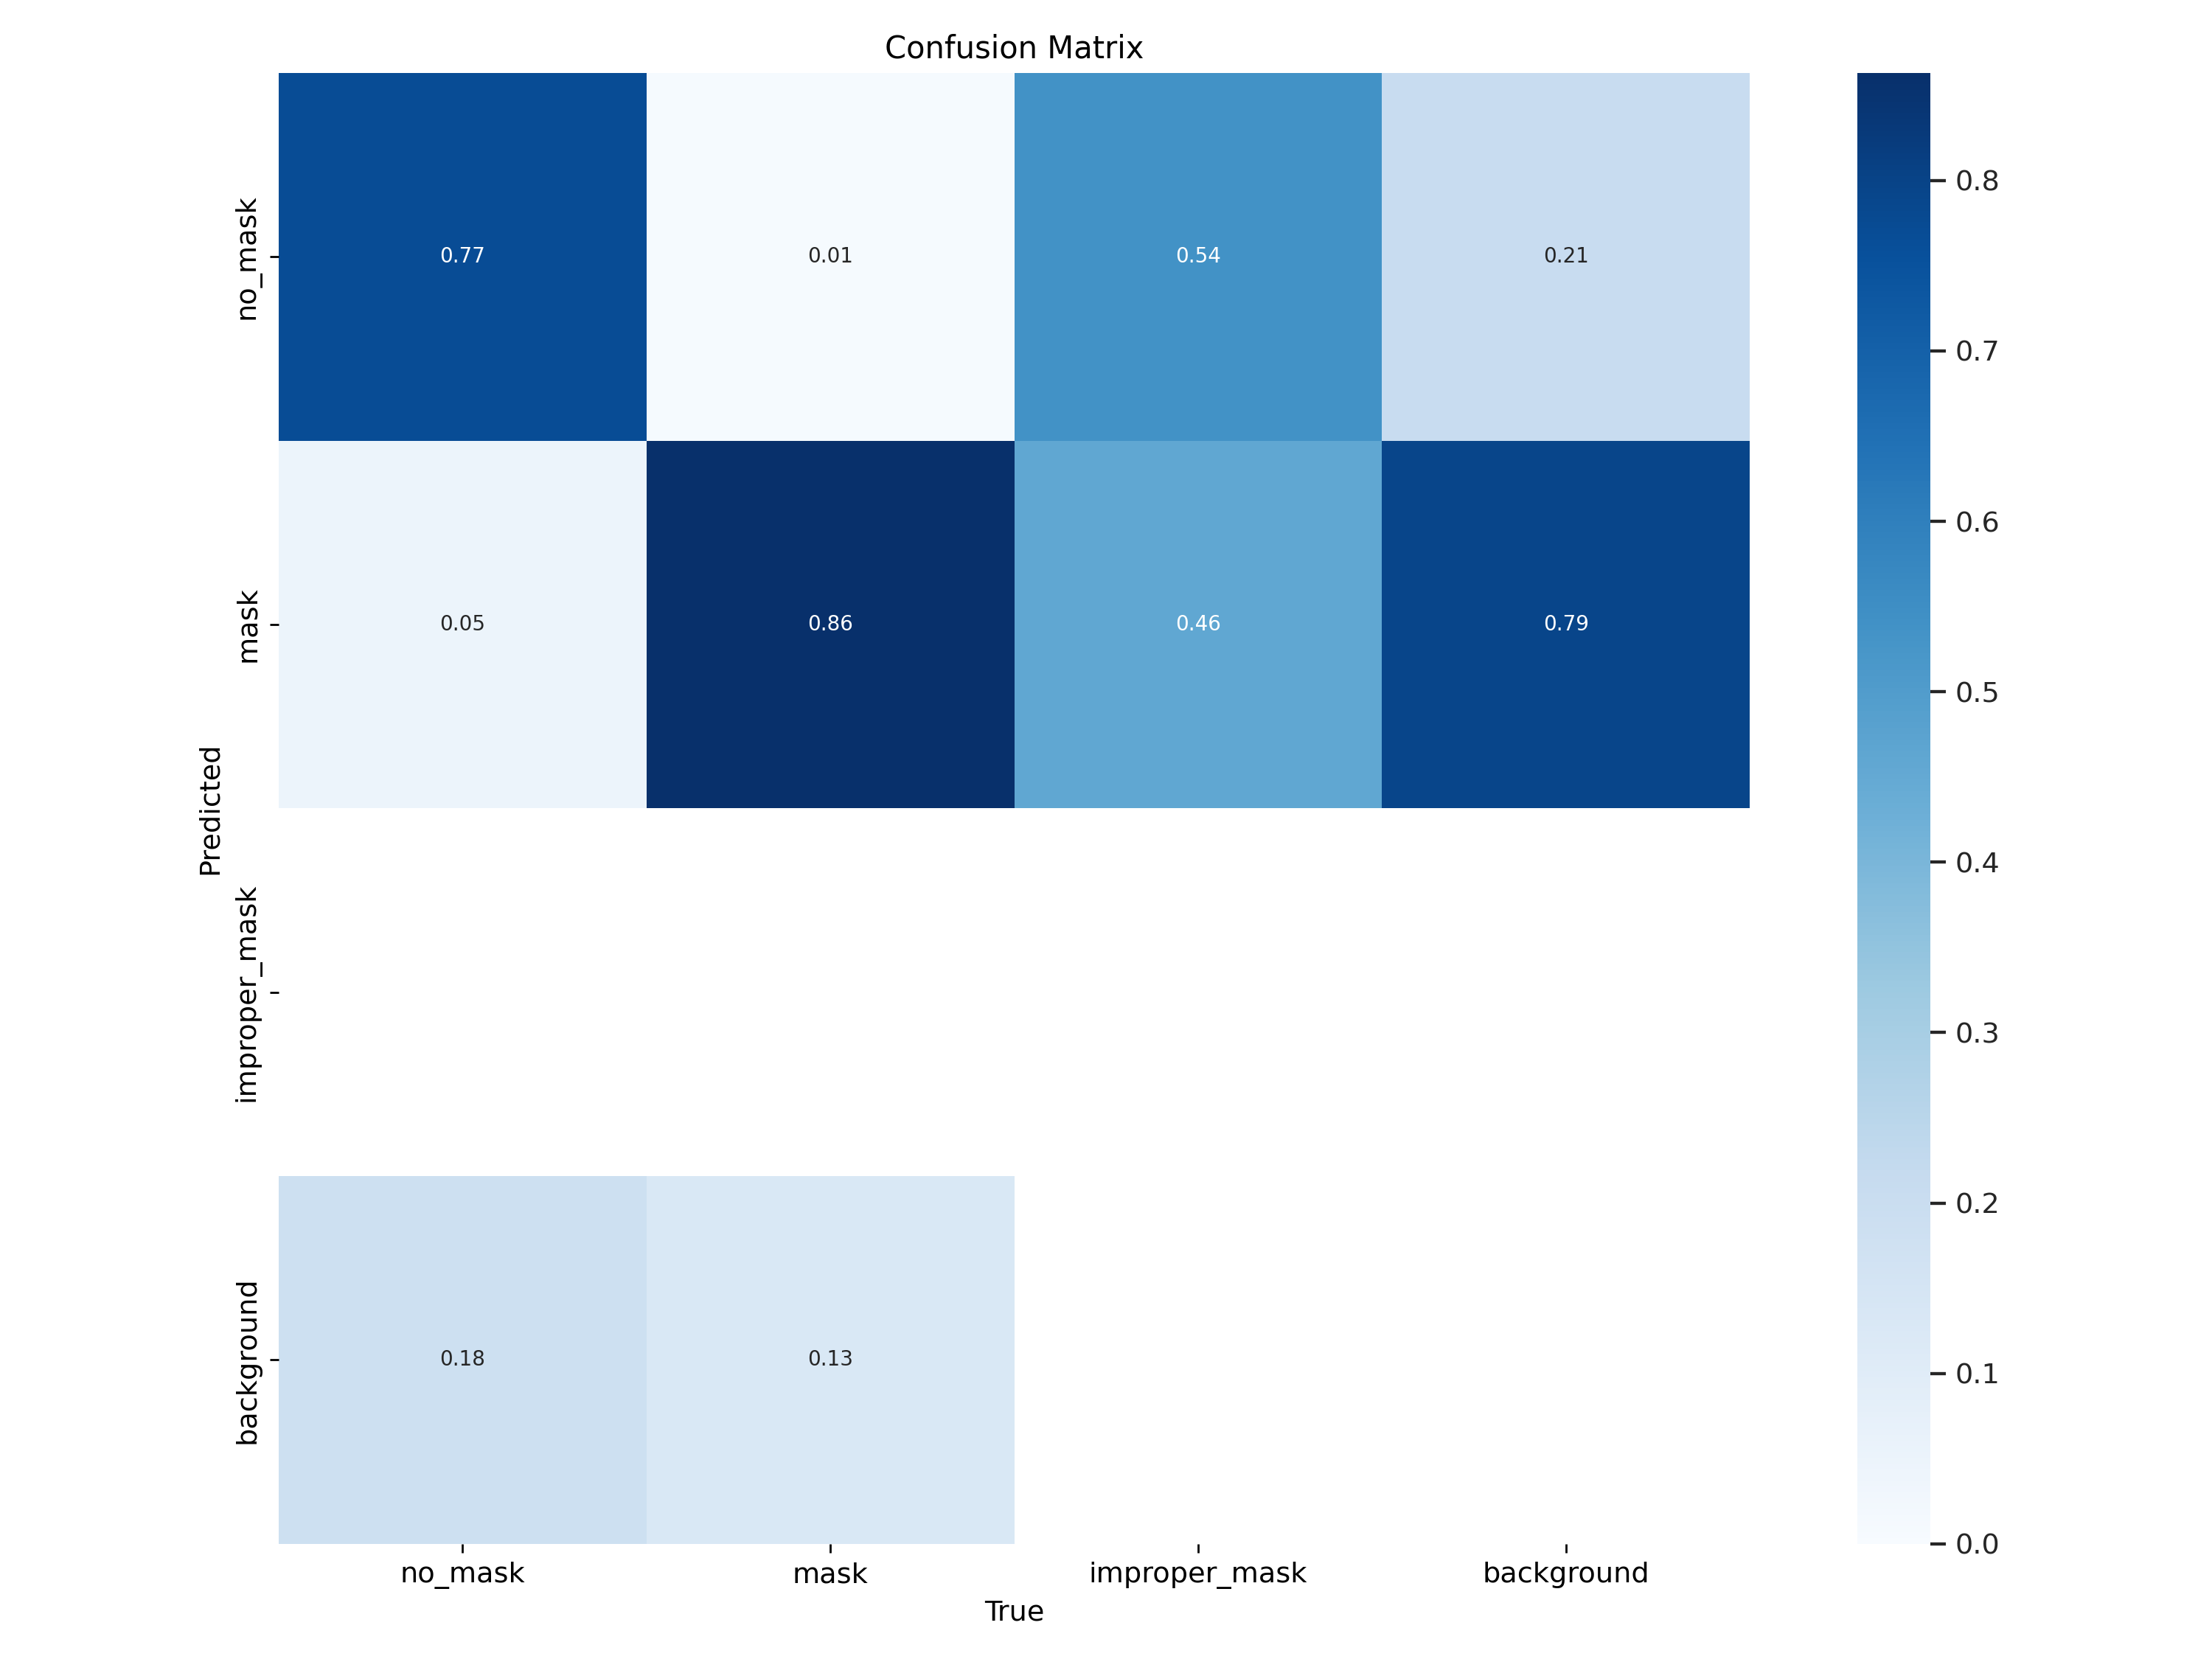 Confusion Matrix
no_mask
0.77
0.01
0.54
0.21
mask
0.05
0.86
0.46
0.79
improper_mask
background
0.18
0.13
Predicted
no_mask
mask
improper_mask
background
True
0.8
0.7
0.6
0.5
0.4
0.3
0.2
0.1
0.0